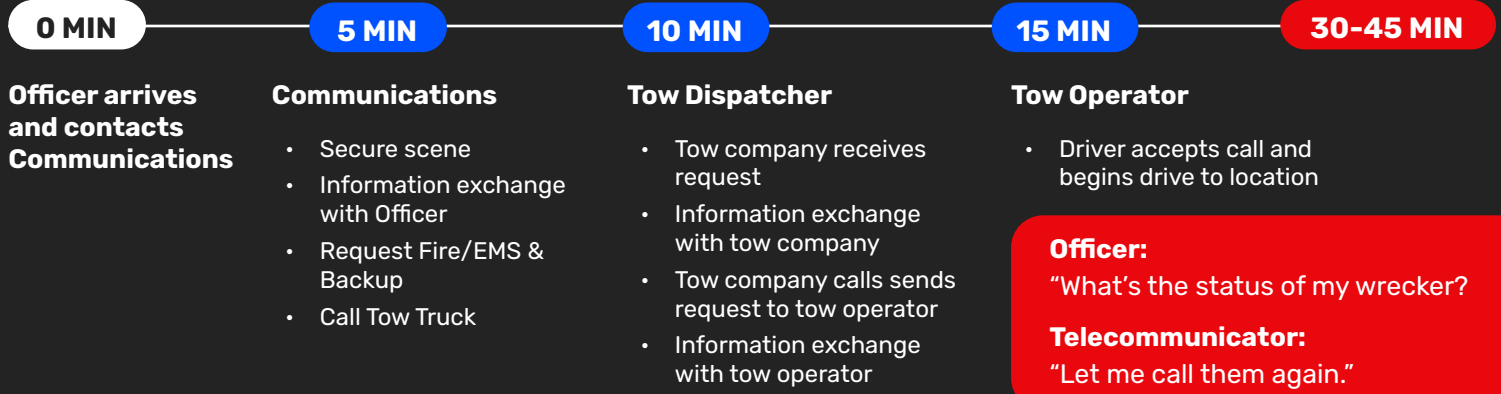 0 MIN
5 MIN
10 MIN
15 MIN
30-45 MIN
Officer arrives
and contacts
Communications
Communications
• Secure scene
• Information exchange
with Officer
• Request Fire/EMS &
Backup
• Call Tow Truck
Tow Dispatcher
• Tow company receives
request
• Information exchange
with tow company
• Tow company calls sends
request to tow operator
• Information exchange
with tow operator
Tow Operator
• Driver accepts call and
begins drive to location
Officer:
“What’s the status of my wrecker?
Telecommunicator:
“Let me call them again.”